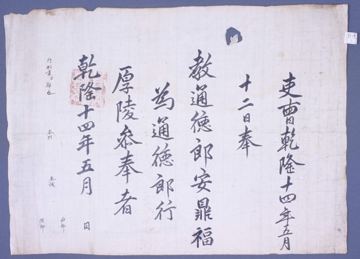 吏曹乾隆十四年五月
十二日奉
教通德郎安鼎福
為通德郎行
厚陵參奉者
乾隆十四年五月 日